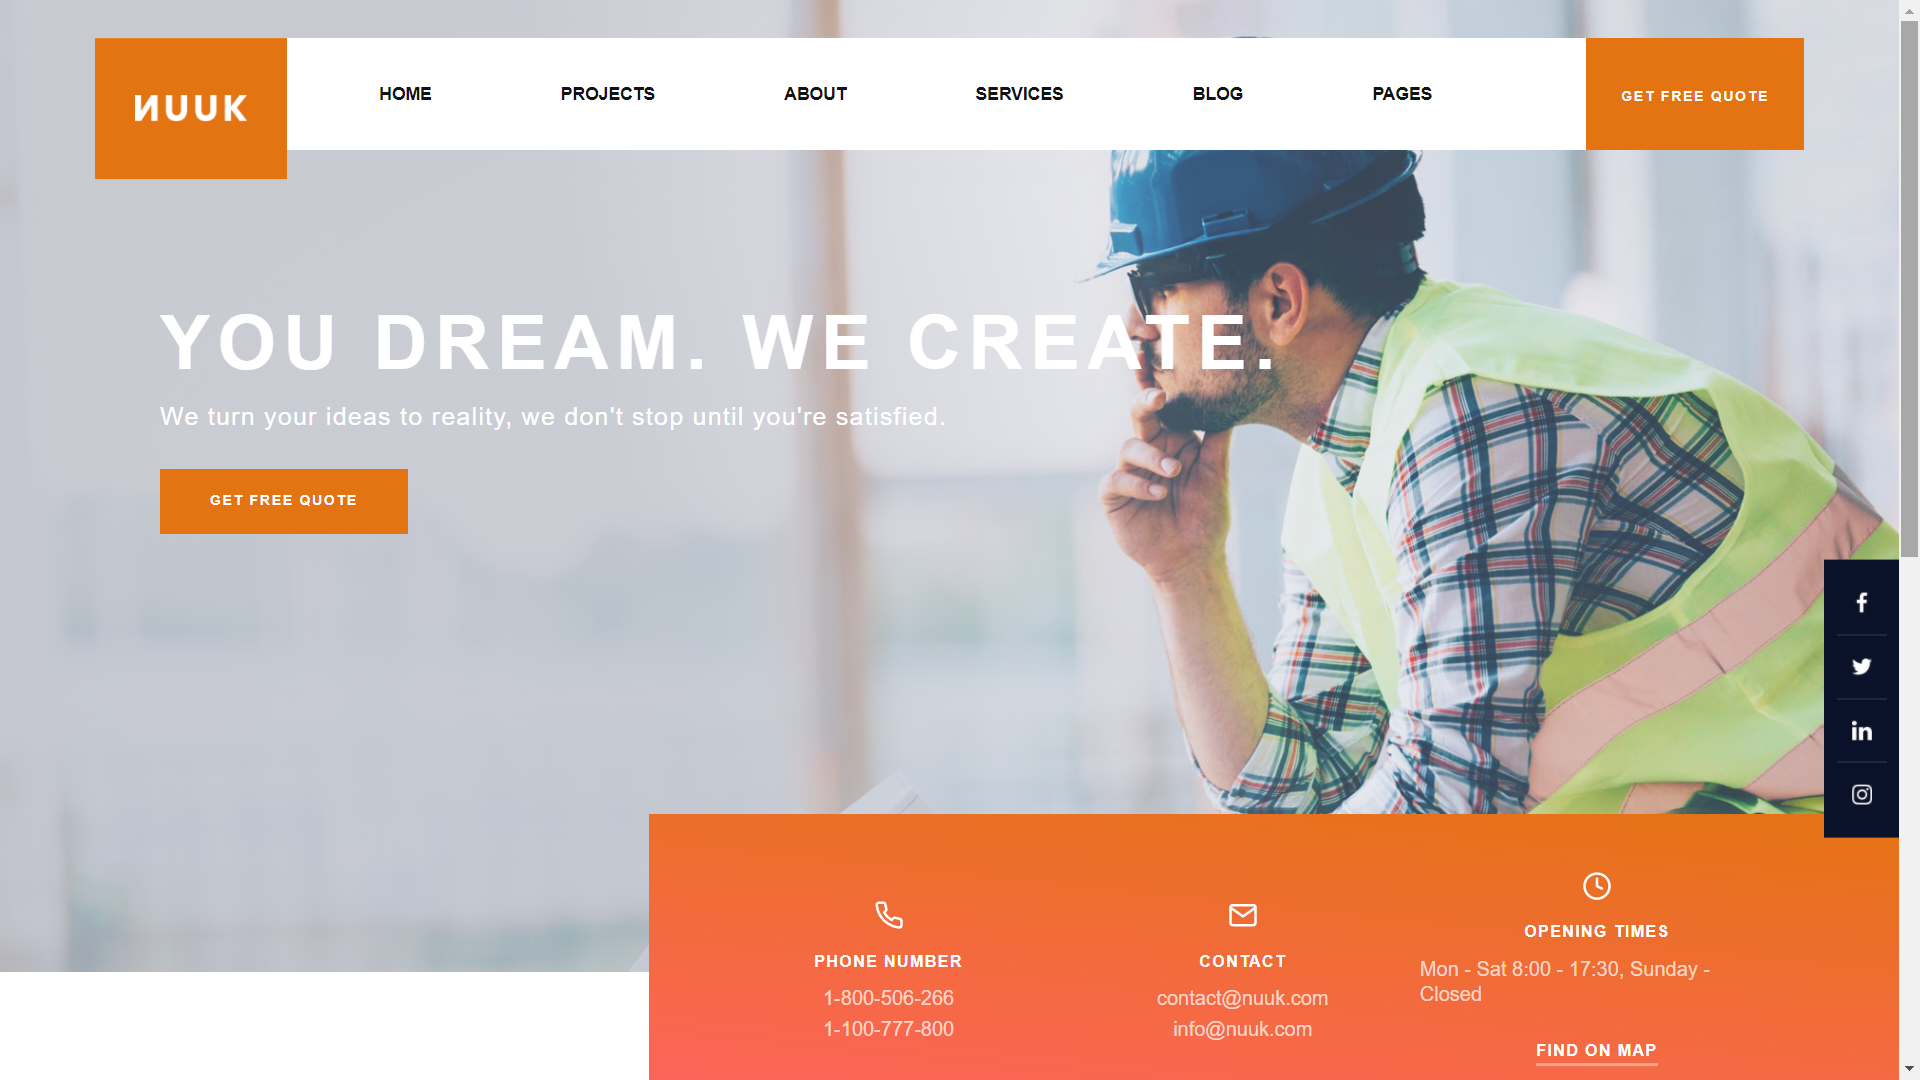 NUUK
HOME
PROJECTS
ABOUT
SERVICES
BLOG
PAGES
GET FREE QUOTE
YOU DREAM. WE CREATE.
We turn your ideas to reality, we don't stop until you're satisfied.
GET FREE QUOTE
PHONE NUMBER
1-800-506-266
1-100-777-800
CONTACT
contact@nuuk.com
info@nuuk.com
OPENING TIMES
Mon - Sat 8:00 - 17:30, Sunday -
Closed
FIND ON MAP